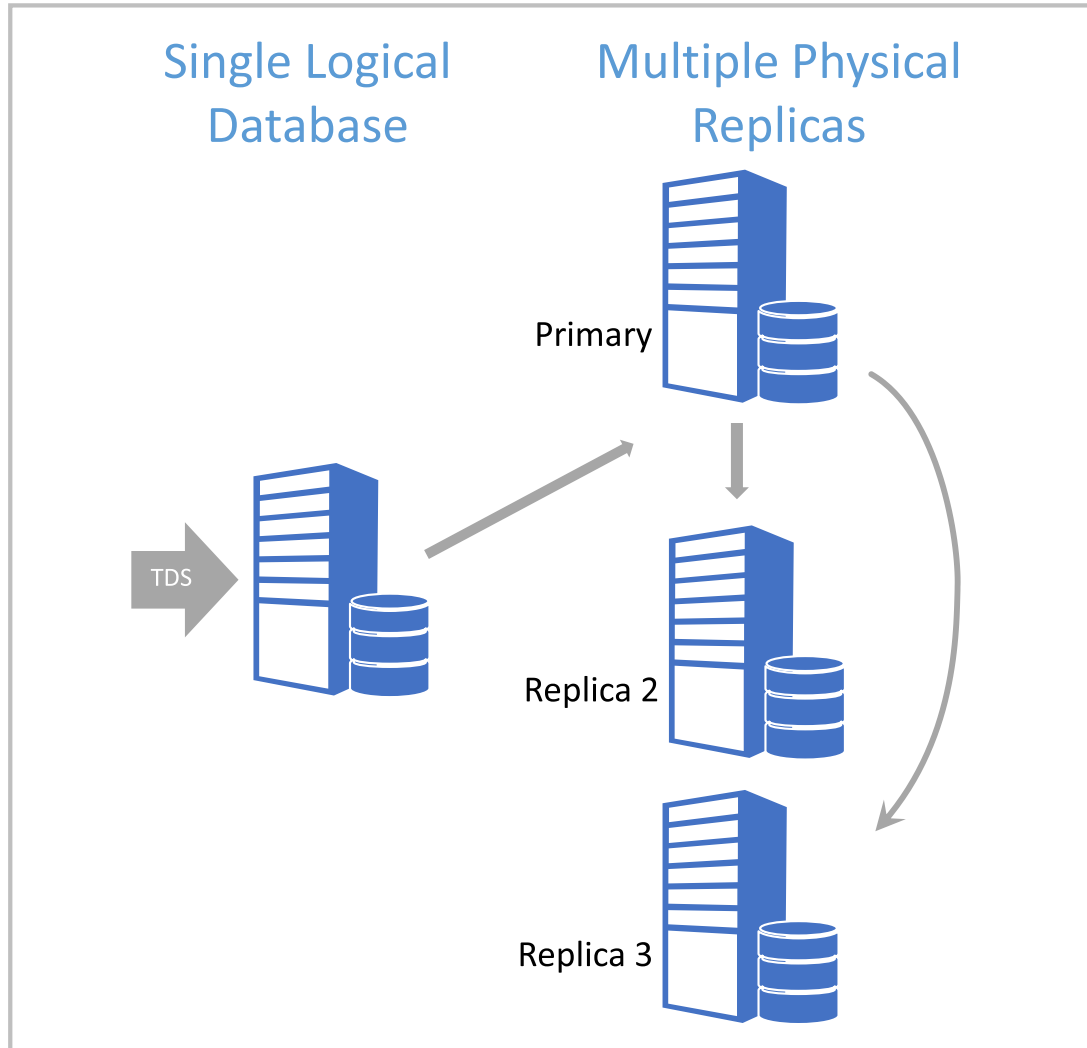 Single Logical
Database
Multiple Physical
Replicas
Primary
TDS
Replica 2
Replica 3